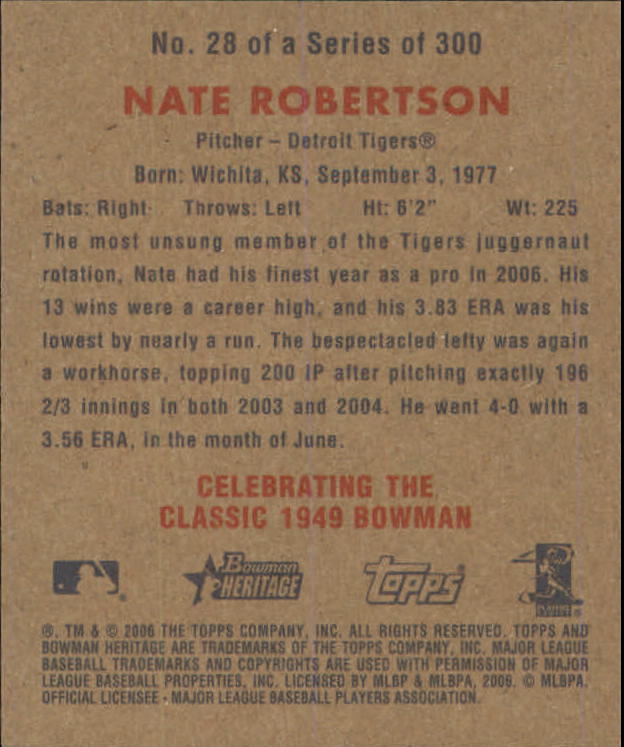 No. 28 of a Series of 300
NATE ROBERTSON
Pitcher – Detroit Tigers®
Born: Wichita, KS, September 3, 1977
Bats: Right Throws: Left Ht: 6'2" Wt: 225
The most unsung member of the Tigers juggernaut
rotation, Nate had his finest year as a pro in 2006. His
13 wins were a career high, and his 3.83 ERA was his
lowest by nearly a run. The bespectacled lefty was again
a workhorse, topping 200 IP after pitching exactly 196
2/3 innings in both 2003 and 2004. He went 4-0 with a
3.56 ERA, in the month of June.
CELEBRATING THE
CLASSIC 1949 BOWMAN
Bowman
HERITAGE
topps
PLAYERS
®, TM & © 2006 THE TOPPS COMPANY, INC. ALL RIGHTS RESERVED. TOPPS AND
BOWMAN HERITAGE ARE TRADEMARKS OF THE TOPPS COMPANY, INC. MAJOR LEAGUE
BASEBALL TRADEMARKS AND COPYRIGHTS ARE USED WITH PERMISSION OF MAJOR
LEAGUE BASEBALL PROPERTIES, INC. LICENSED BY MLBP & MLBPA, 2006. © MLBPA.
OFFICIAL LICENSEE - MAJOR LEAGUE BASEBALL PLAYERS ASSOCIATION.